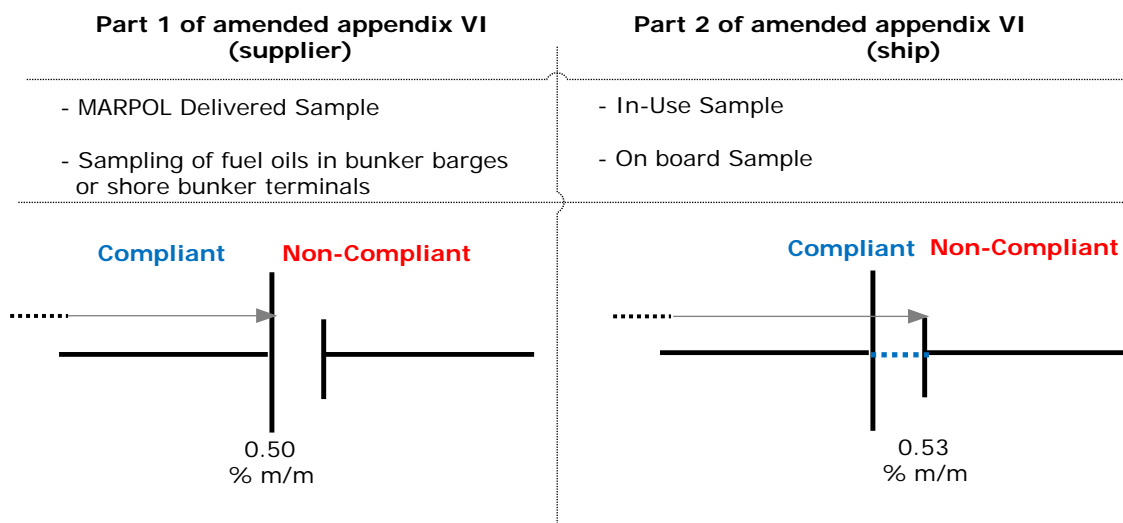 Part 1 of amended appendix VI
(supplier)
- MARPOL Delivered Sample
- Sampling of fuel oils in bunker barges
or shore bunker terminals
Compliant
Non-Compliant
0.50
% m/m
Part 2 of amended appendix VI
(ship)
- In-Use Sample
- On board Sample
Compliant
Non-Compliant
0.53
% m/m